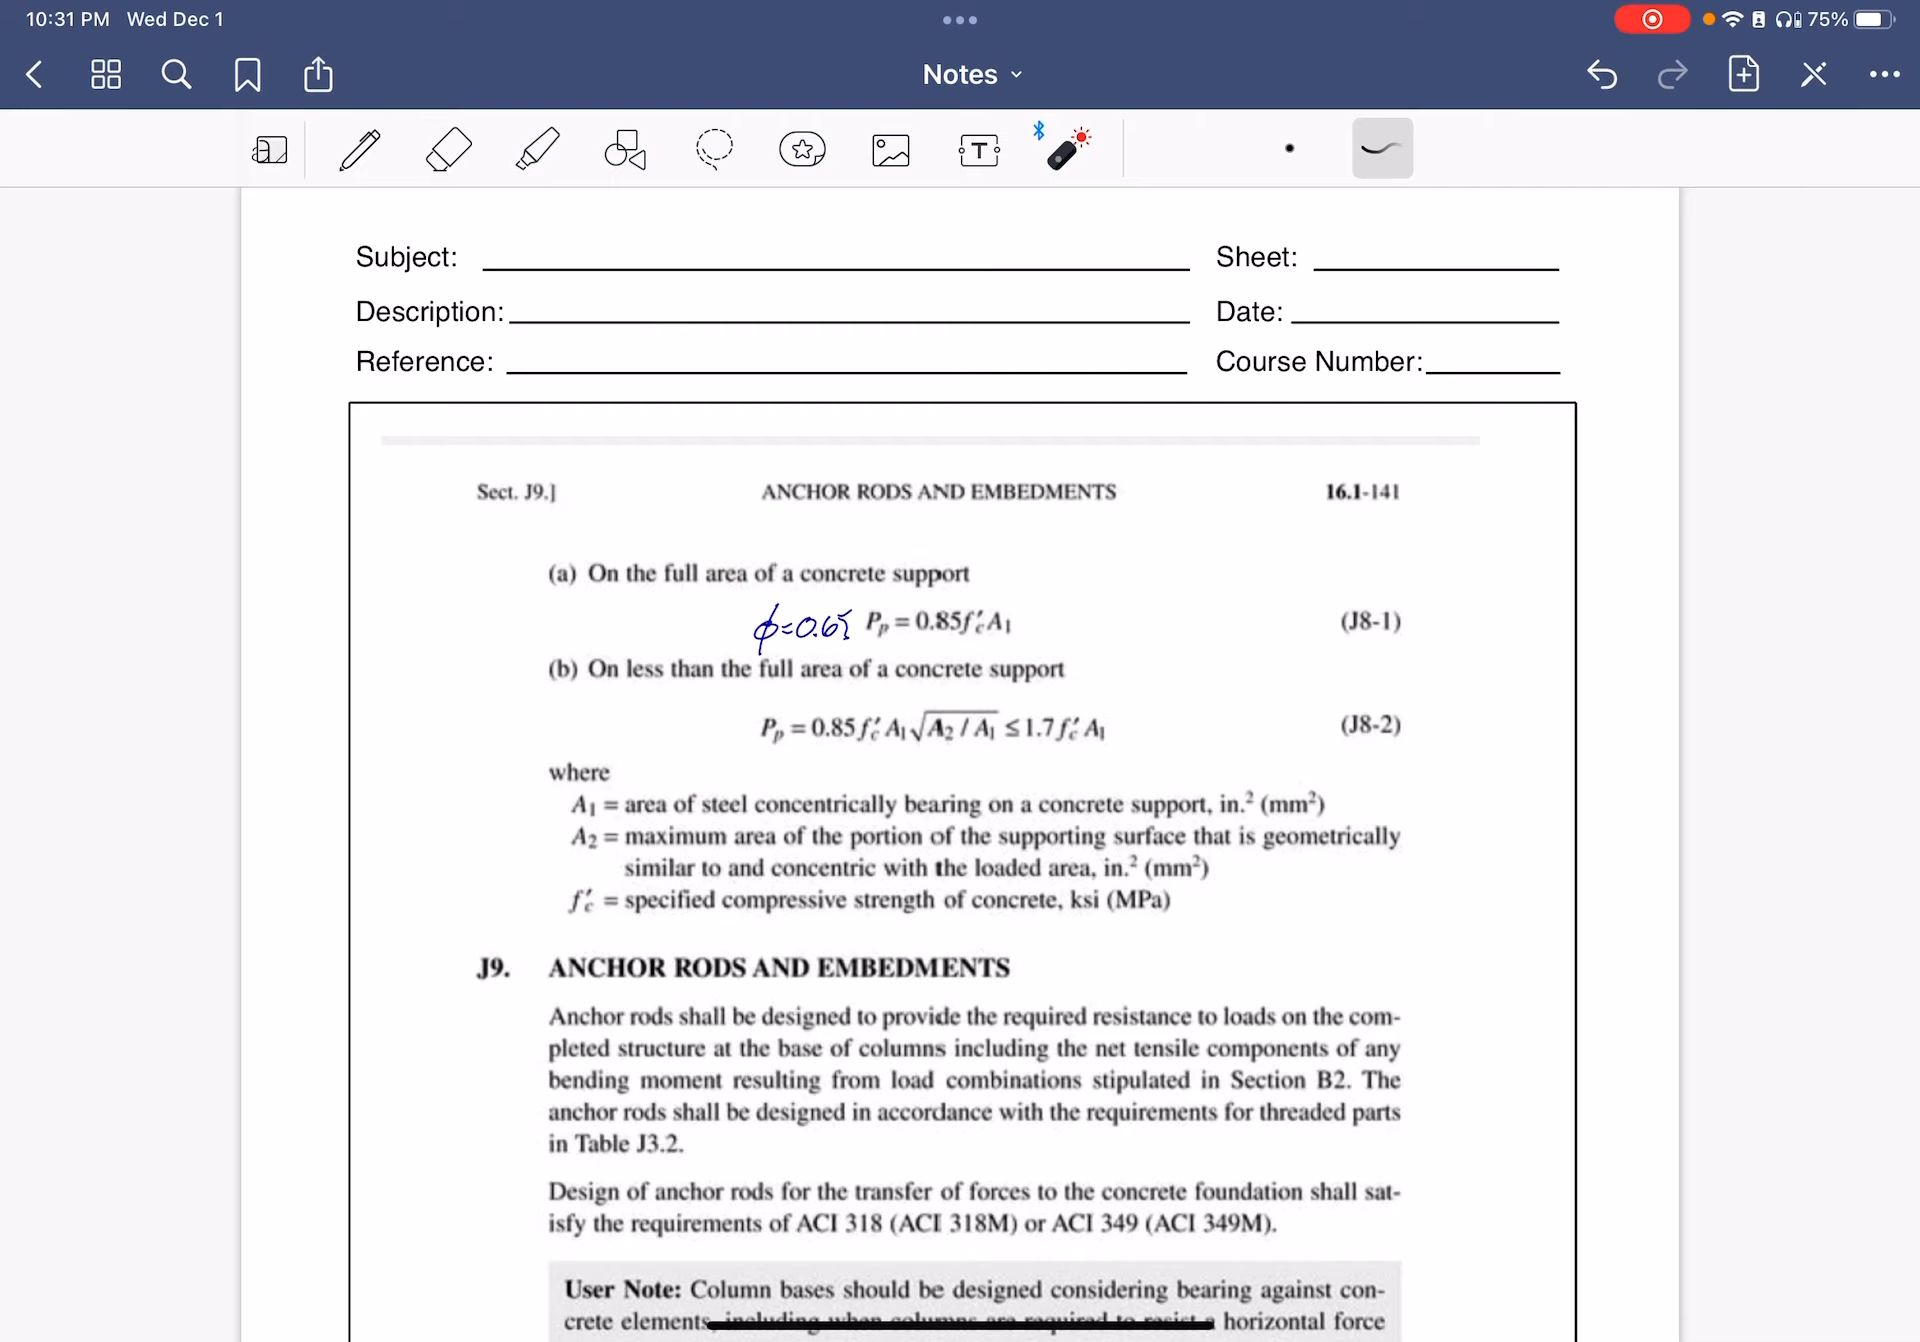 10:31 PM Wed Dec 1
75%
Notes
T
Subject:
Sheet:
Description:
Date:
Reference:
Course Number:
Sect. J9.]
ANCHOR RODS AND EMBEDMENTS
16.1-141
(a) On the full area of a concrete support
ϕ=0.65 Pp = 0.85f′c A1 (J8-1)
(b) On less than the full area of a concrete support
Pp = 0.85 f′c A1 √A2 / A1 ≤ 1.7 f′c A1 (J8-2)
where
A1 = area of steel concentrically bearing on a concrete support, in.² (mm²)
A2 = maximum area of the portion of the supporting surface that is geometrically
similar to and concentric with the loaded area, in.² (mm²)
f′c = specified compressive strength of concrete, ksi (MPa)
J9. ANCHOR RODS AND EMBEDMENTS
Anchor rods shall be designed to provide the required resistance to loads on the com-
pleted structure at the base of columns including the net tensile components of any
bending moment resulting from load combinations stipulated in Section B2. The
anchor rods shall be designed in accordance with the requirements for threaded parts
in Table J3.2.
Design of anchor rods for the transfer of forces to the concrete foundation shall sat-
isfy the requirements of ACI 318 (ACI 318M) or ACI 349 (ACI 349M).
User Note: Column bases should be designed considering bearing against con-
crete elements, including when columns are required to resist a horizontal force